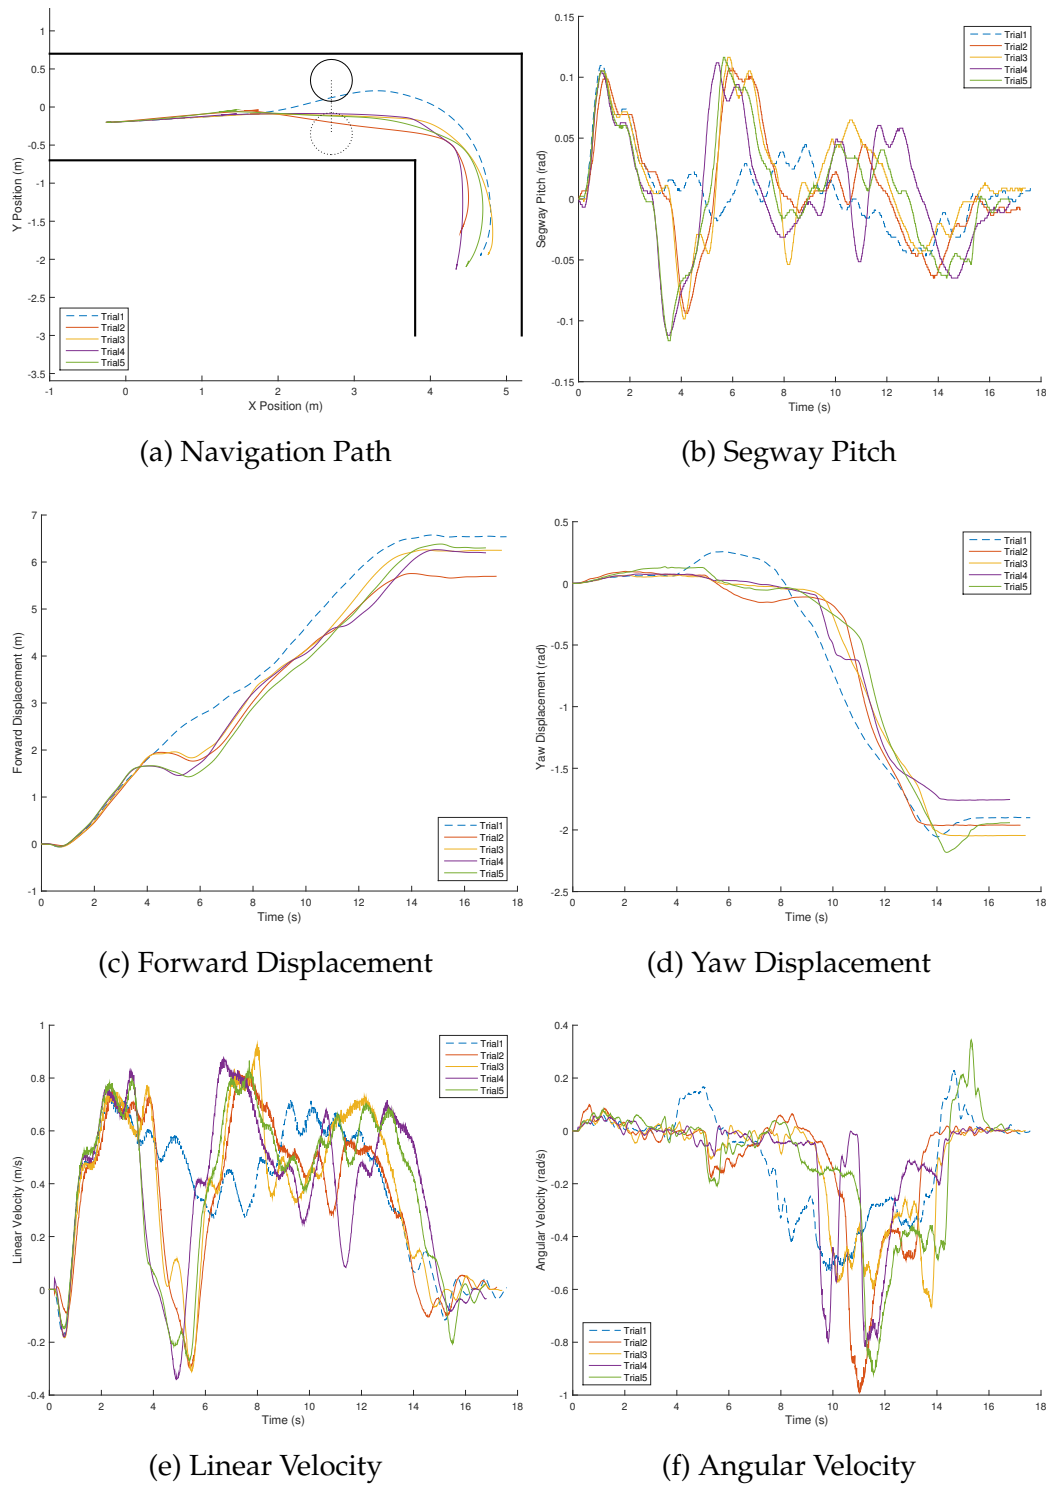 1
0.5
0
-0.5
-1
-1.5
-2
-2.5
-3
-3.5
-1
0
1
2
3
4
5
Y Position (m)
X Position (m)
Trial1
Trial2
Trial3
Trial4
Trial5
(a) Navigation Path
0.15
0.1
0.05
0
-0.05
-0.1
-0.15
0
2
4
6
8
10
12
14
16
18
Segway Pitch (rad)
Time (s)
Trial1
Trial2
Trial3
Trial4
Trial5
(b) Segway Pitch
7
6
5
4
3
2
1
0
-1
0
2
4
6
8
10
12
14
16
18
Forward Displacement (m)
Time (s)
Trial1
Trial2
Trial3
Trial4
Trial5
(c) Forward Displacement
0.5
0
-0.5
-1
-1.5
-2
-2.5
0
2
4
6
8
10
12
14
16
18
Yaw Displacement (rad)
Time (s)
Trial1
Trial2
Trial3
Trial4
Trial5
(d) Yaw Displacement
1
0.8
0.6
0.4
0.2
0
-0.2
-0.4
0
2
4
6
8
10
12
14
16
18
Linear Velocity (m/s)
Time (s)
Trial1
Trial2
Trial3
Trial4
Trial5
(e) Linear Velocity
0.4
0.2
0
-0.2
-0.4
-0.6
-0.8
-1
0
2
4
6
8
10
12
14
16
18
Angular Velocity (rad/s)
Time (s)
Trial1
Trial2
Trial3
Trial4
Trial5
(f) Angular Velocity